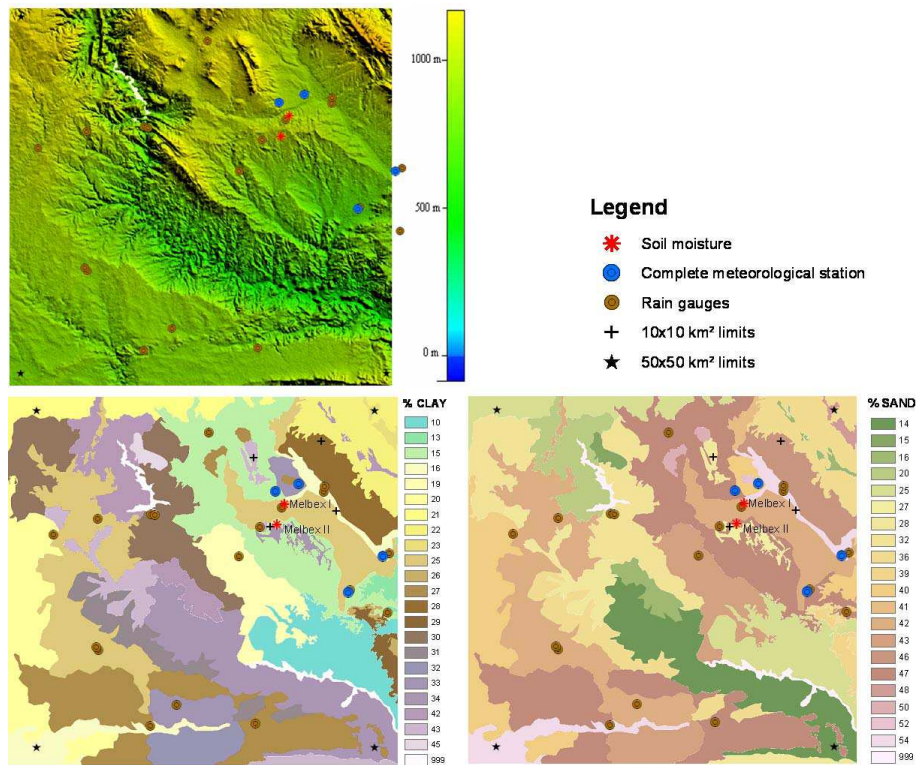 1000 m
500 m
0 m
Legend
Soil moisture
Complete meteorological station
Rain gauges
10x10 km² limits
50x50 km² limits
% CLAY
10
13
15
16
19
20
21
22
23
25
26
27
28
29
30
31
32
33
34
42
43
45
999
Melbex I
Melbex II
% SAND
14
15
16
20
25
27
28
32
36
39
40
41
42
43
46
47
48
50
52
54
999
Melbex I
Melbex II